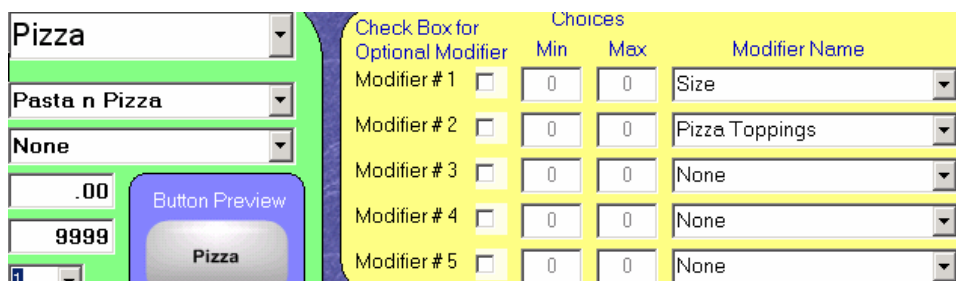 Pizza
Pasta n Pizza
None
.00
9999
1
Button Preview
Pizza
Check Box for Choices
Optional Modifier Min Max Modifier Name
Modifier # 1 0 0 Size
Modifier # 2 0 0 Pizza Toppings
Modifier # 3 0 0 None
Modifier # 4 0 0 None
Modifier # 5 0 0 None